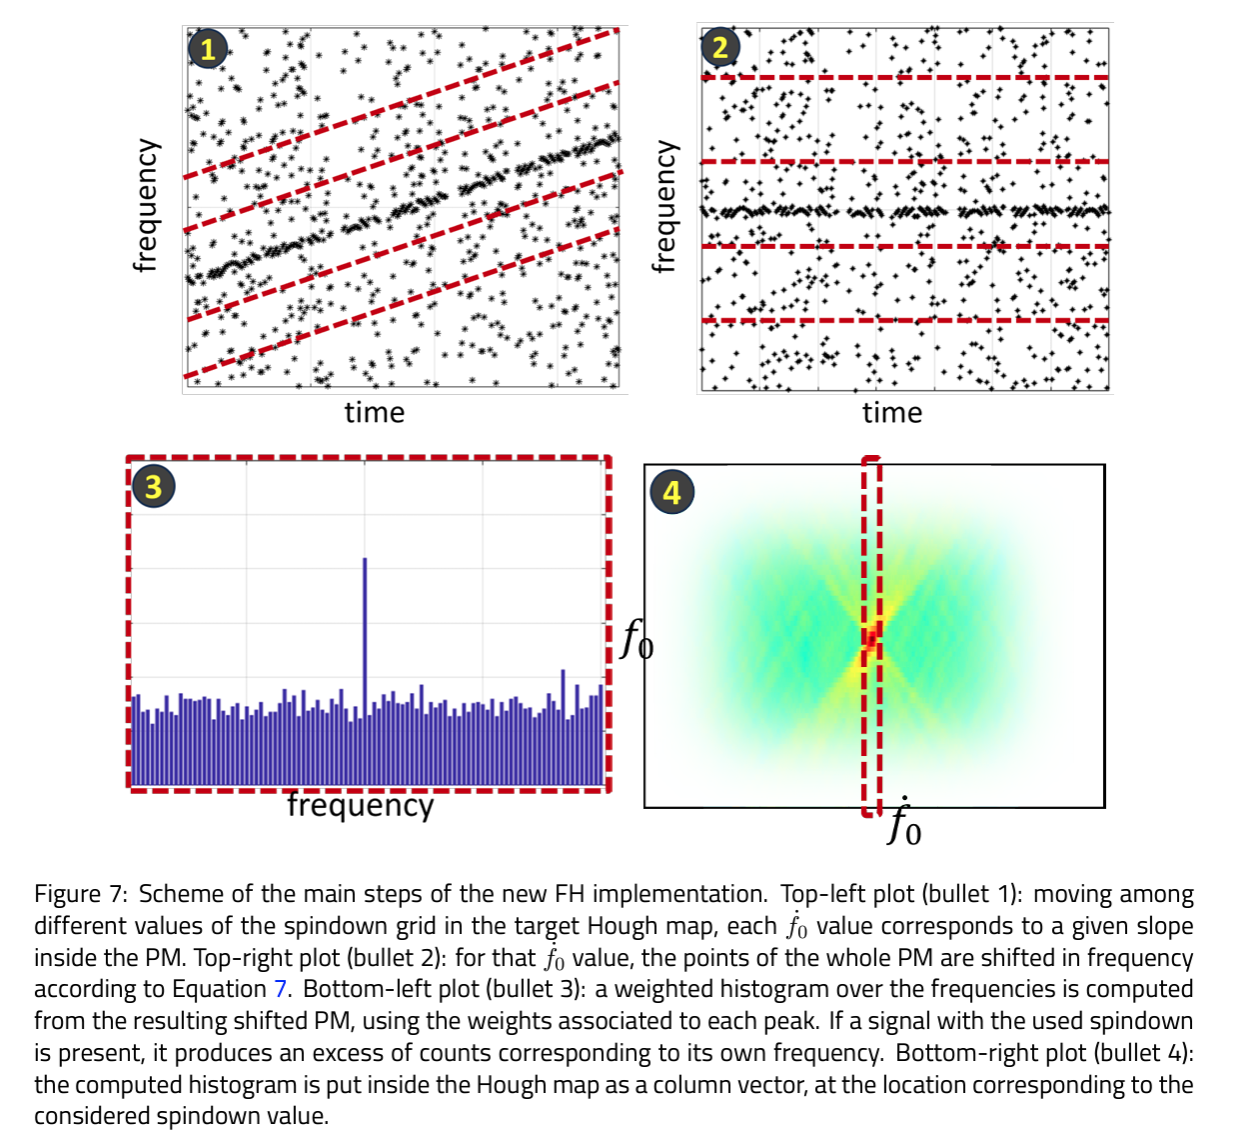 1
2
frequency
frequency
time
time
3
4
f₀
frequency
ḟ₀
Figure 7: Scheme of the main steps of the new FH implementation. Top-left plot (bullet 1): moving among
different values of the spindown grid in the target Hough map, each ḟ₀ value corresponds to a given slope
inside the PM. Top-right plot (bullet 2): for that ḟ₀ value, the points of the whole PM are shifted in frequency
according to Equation 7. Bottom-left plot (bullet 3): a weighted histogram over the frequencies is computed
from the resulting shifted PM, using the weights associated to each peak. If a signal with the used spindown
is present, it produces an excess of counts corresponding to its own frequency. Bottom-right plot (bullet 4):
the computed histogram is put inside the Hough map as a column vector, at the location corresponding to the
considered spindown value.